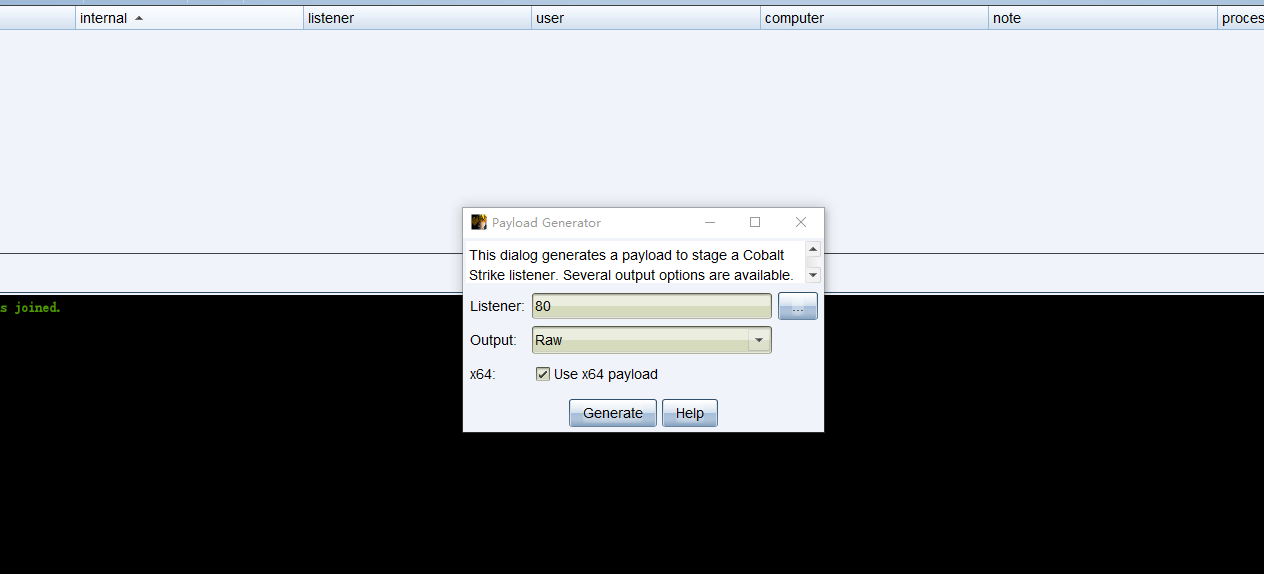 internal listener user computer note proces
Payload Generator
This dialog generates a payload to stage a Cobalt
Strike listener. Several output options are available.
s joined.
Listener: 80 ...
Output: Raw
x64: Use x64 payload
Generate Help